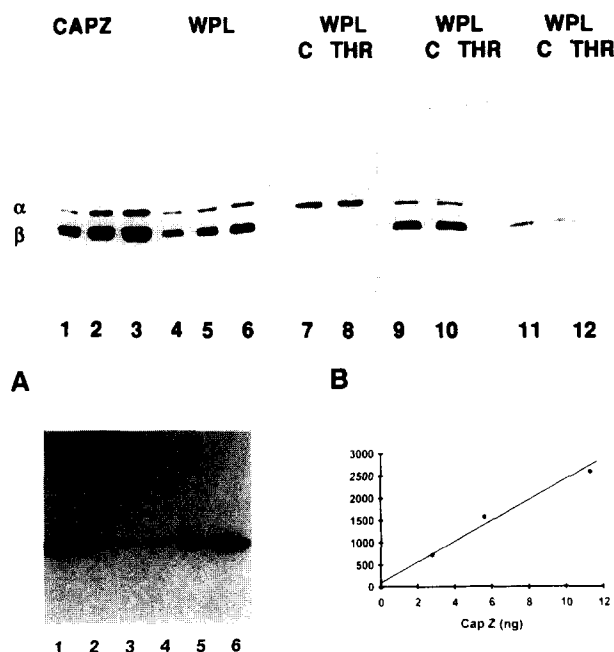 CAPZ WPL WPL WPL WPL
C THR C THR C THR
α
β
1 2 3 4 5 6 7 8 9 10 11 12
A B
3000
2500
2000
1500
1000
500
0
0 2 4 6 8 10 12
Cap Z (ng)
1 2 3 4 5 6